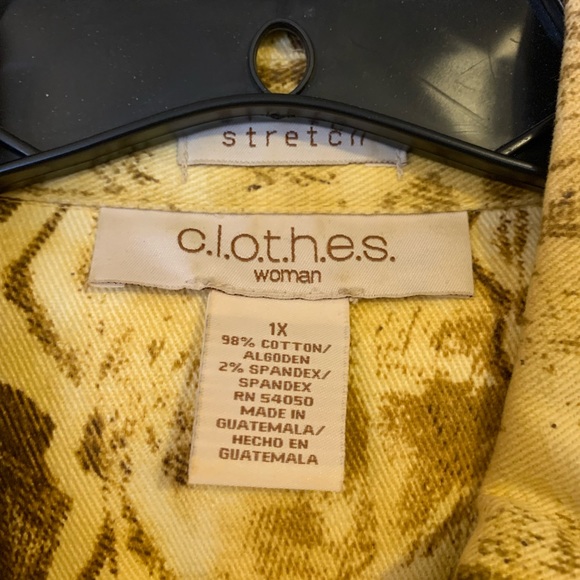 stretch
c.l.o.t.h.e.s.
woman
1X
98% COTTON/
ALGODEN
2% SPANDEX/
SPANDEX
RN 54050
MADE IN
GUATEMALA/
HECHO EN
GUATEMALA